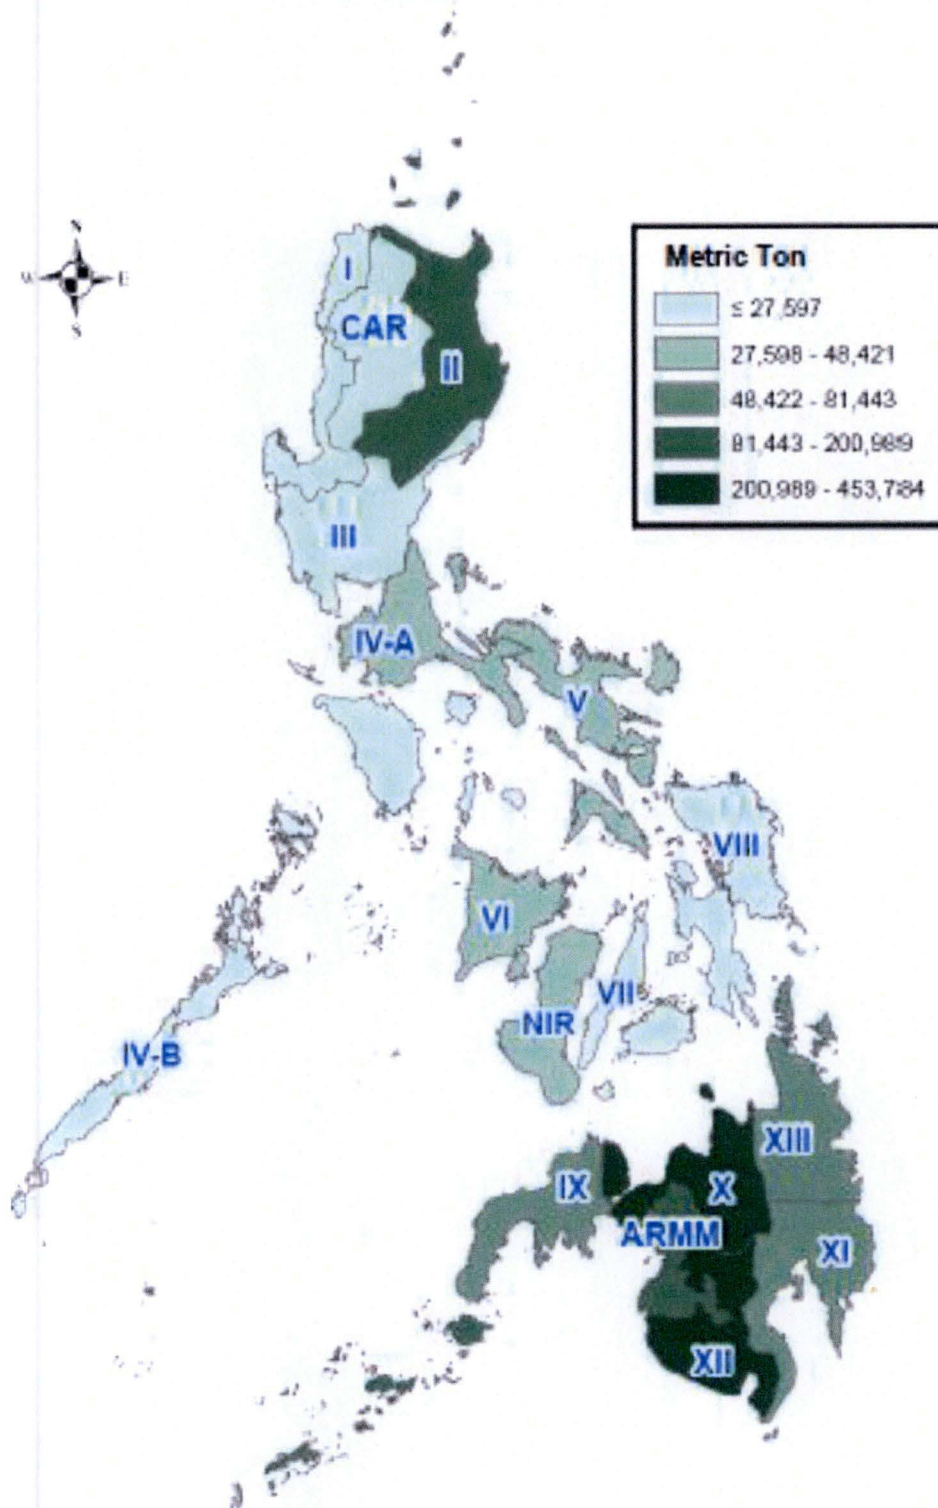 N
W E
S
Metric Ton
≤ 27,597
27,598 - 48,421
48,422 - 81,443
81,443 - 200,989
200,989 - 453,784
I
CAR
II
III
IV-A
V
VIII
VI
VII
NIR
IV-B
XIII
IX
X
ARMM
XI
XII